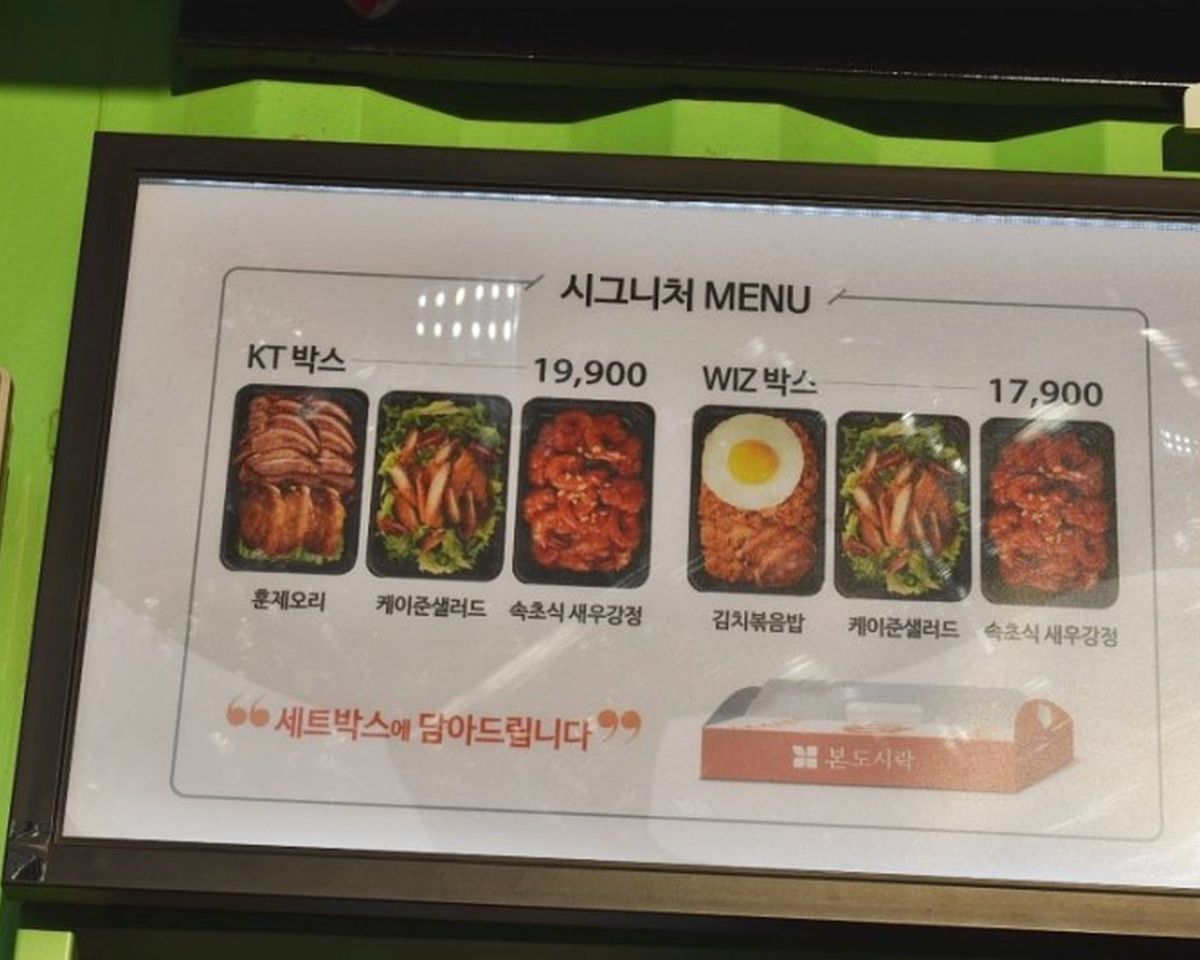 시그니처 MENU
KT 박스 19,900
훈제오리 케이준샐러드 속초식 새우강정
WIZ 박스 17,900
김치볶음밥 케이준샐러드 속초식 새우강정
❝세트박스에 담아드립니다❞
본도시락